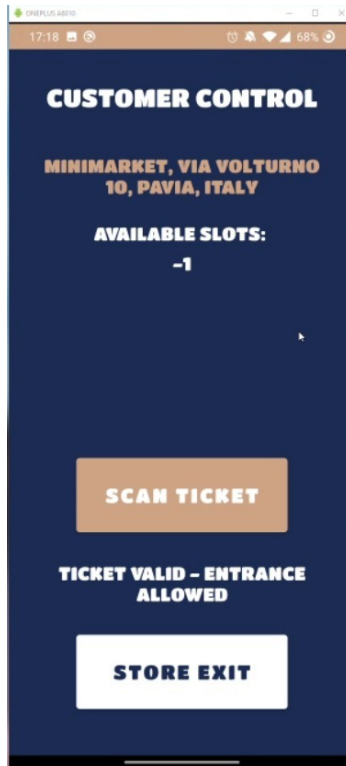 ONEPLUS A6010
17:18 68%
CUSTOMER CONTROL
MINIMARKET, VIA VOLTURNO
10, PAVIA, ITALY
AVAILABLE SLOTS:
-1
SCAN TICKET
TICKET VALID - ENTRANCE
ALLOWED
STORE EXIT